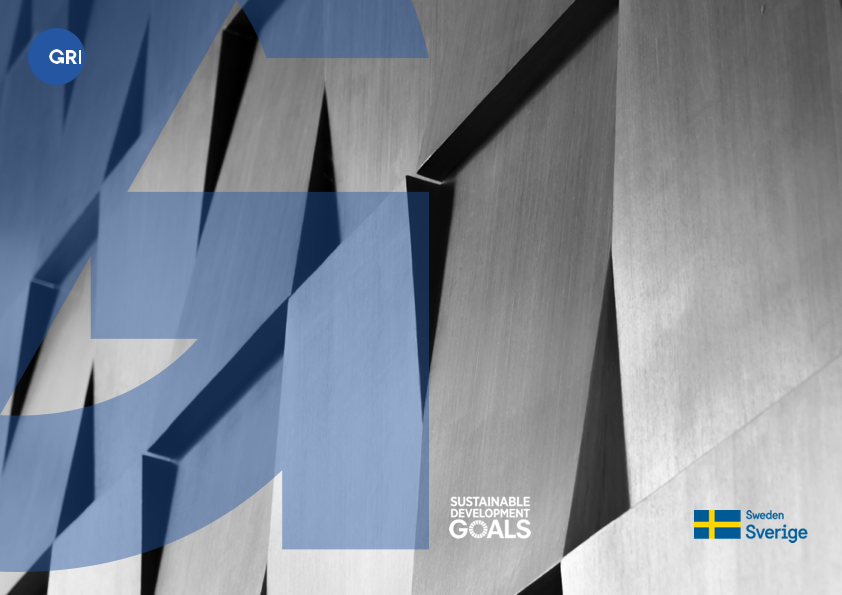 GRI
SUSTAINABLE
DEVELOPMENT
GOALS
Sweden
Sverige